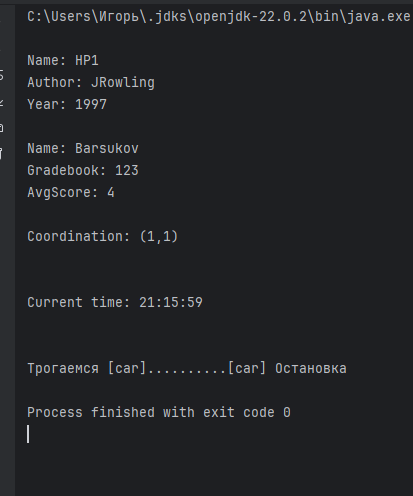 C:\Users\Игорь\.jdks\openjdk-22.0.2\bin\java.exe
Name: HP1
Author: JRowling
Year: 1997
Name: Barsukov
Gradebook: 123
AvgScore: 4
Coordination: (1,1)
Current time: 21:15:59
Трогаемся [car]..........[car] Остановка
Process finished with exit code 0